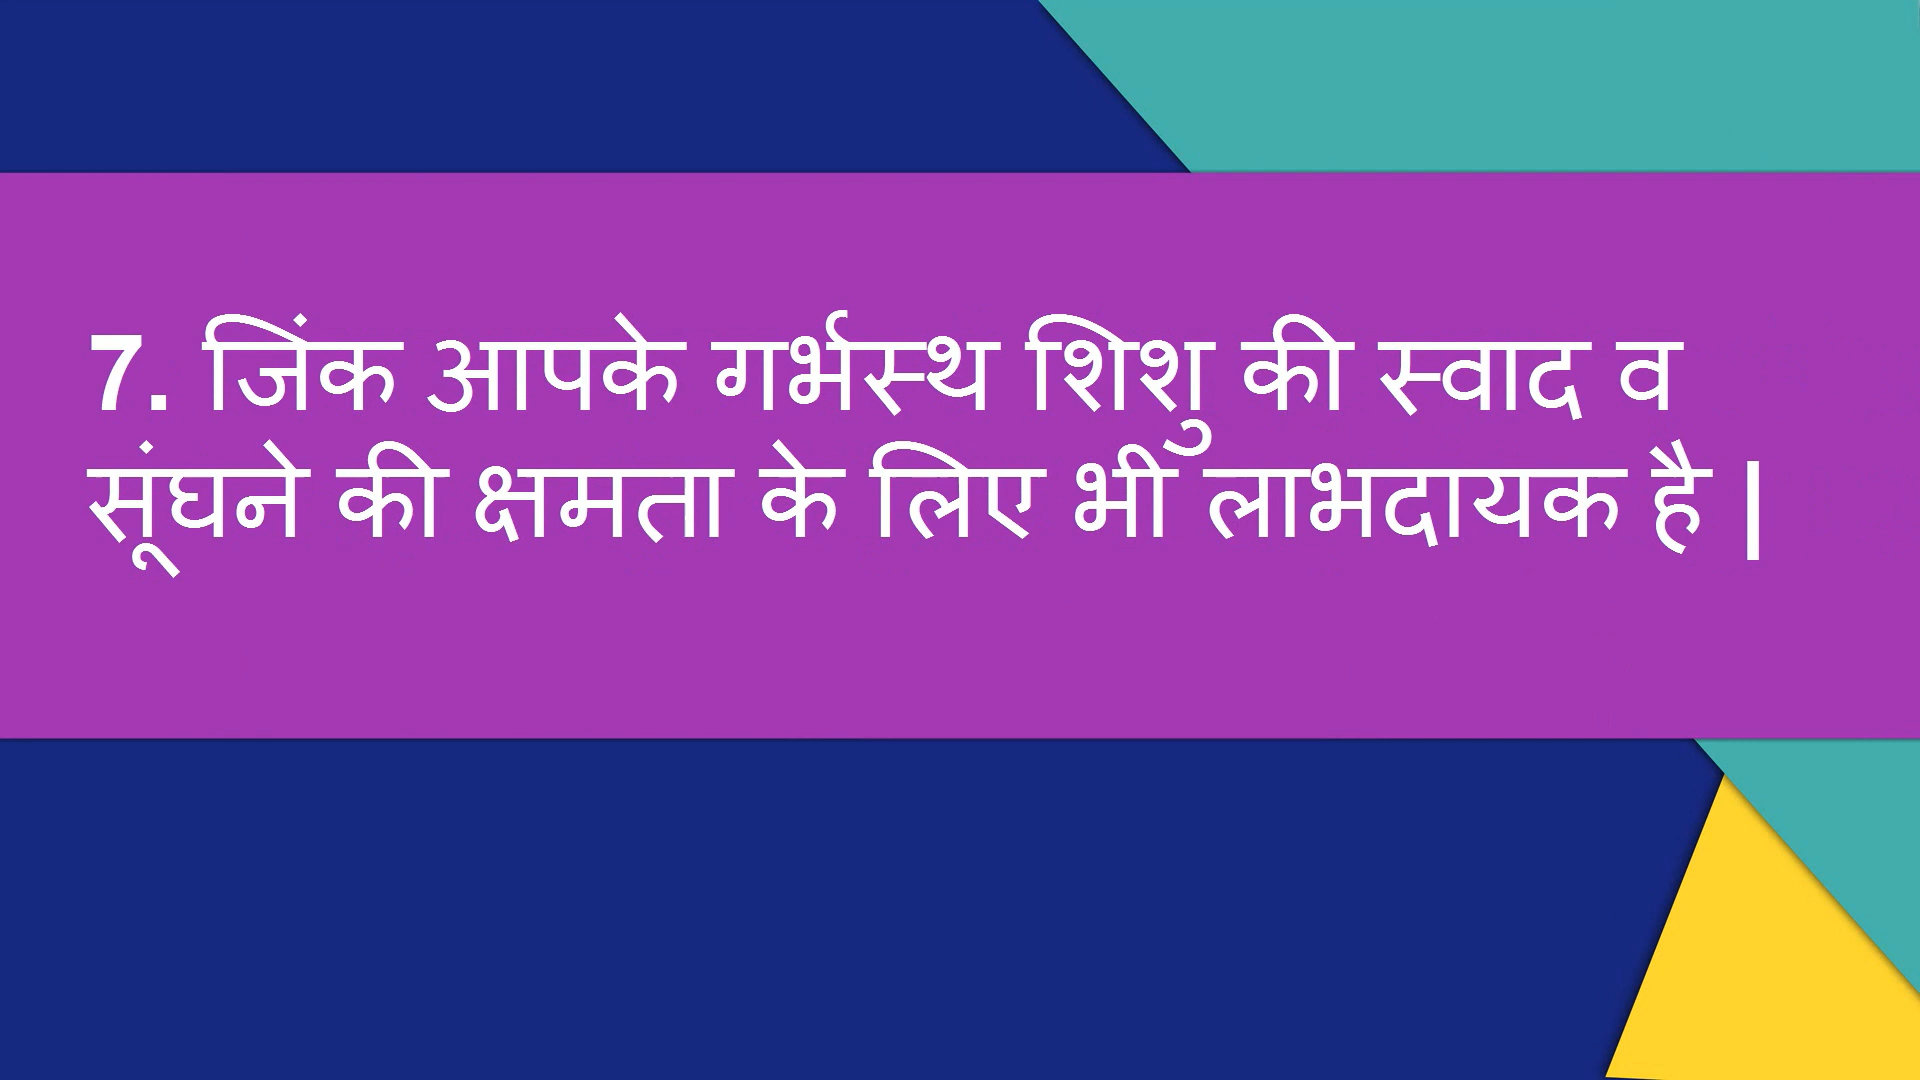 7. जिंक आपके गर्भस्थ शिशु की स्वाद व
सूंघने की क्षमता के लिए भी लाभदायक है |